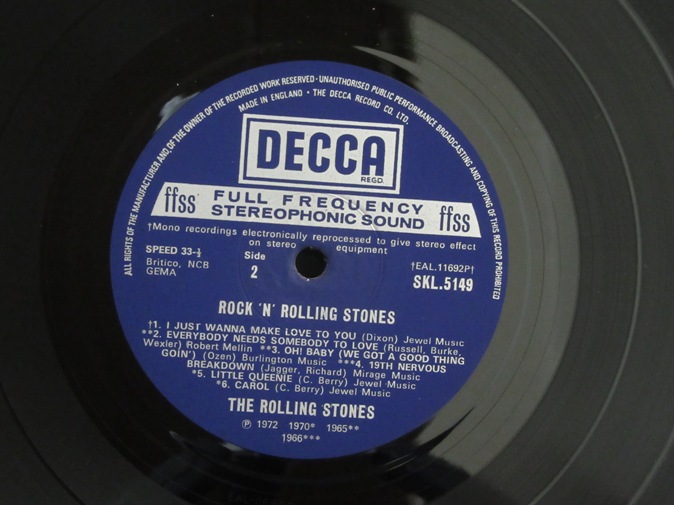 ALL RIGHTS OF THE MANUFACTURER AND OF THE OWNER OF THE RECORDED WORK RESERVED · UNAUTHORISED PUBLIC PERFORMANCE BROADCASTING AND COPYING OF THIS RECORD PROHIBITED
MADE IN ENGLAND · THE DECCA RECORD CO. LTD.
DECCA
REGD.
ffss FULL FREQUENCY STEREOPHONIC SOUND ffss
†Mono recordings electronically reprocessed to give stereo effect
on stereo equipment
SPEED 33-⅓
Britico, NCB
GEMA
Side
2
†EAL.11692P†
SKL.5149
ROCK 'N' ROLLING STONES
†1. I JUST WANNA MAKE LOVE TO YOU (Dixon) Jewel Music
**2. EVERYBODY NEEDS SOMEBODY TO LOVE (Russell, Burke,
Wexler) Robert Mellin **3. OH! BABY (WE GOT A GOOD THING
GOIN') (Ozen) Burlington Music ***4. 19TH NERVOUS
BREAKDOWN (Jagger, Richard) Mirage Music
*5. LITTLE QUEENIE (C. Berry) Jewel Music
*6. CAROL (C. Berry) Jewel Music
THE ROLLING STONES
℗ 1972 1970* 1965**
1966***